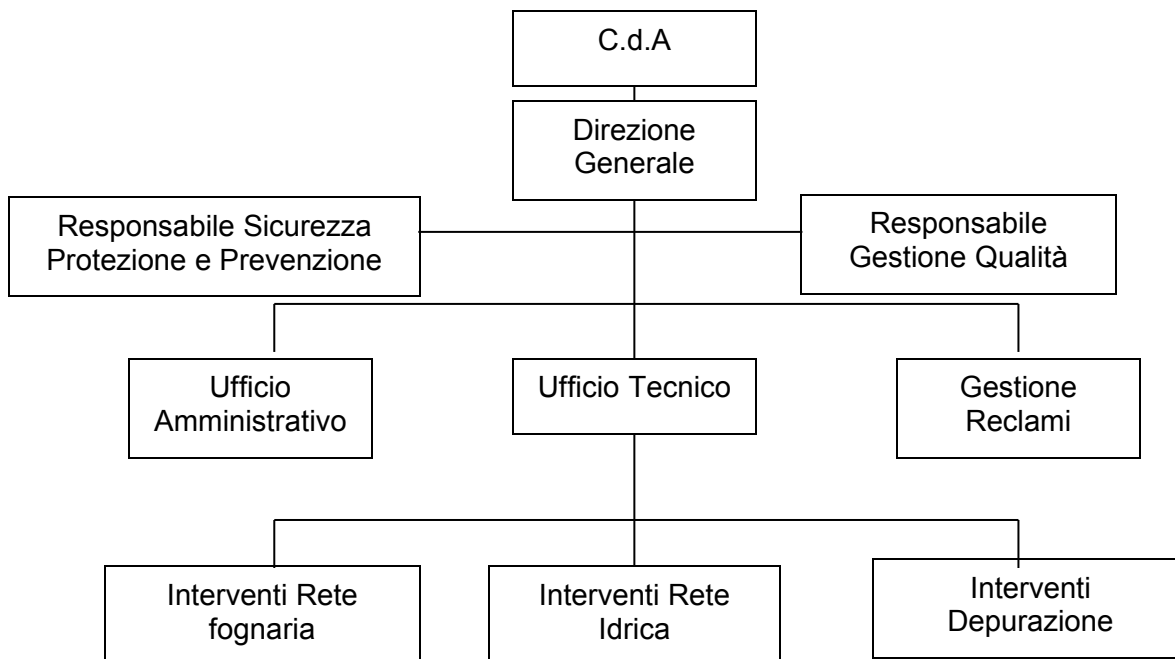 C.d.A
Direzione
Generale
Responsabile Sicurezza
Protezione e Prevenzione
Responsabile
Gestione Qualità
Ufficio
Amministrativo
Ufficio Tecnico
Gestione
Reclami
Interventi Rete
fognaria
Interventi Rete
Idrica
Interventi
Depurazione